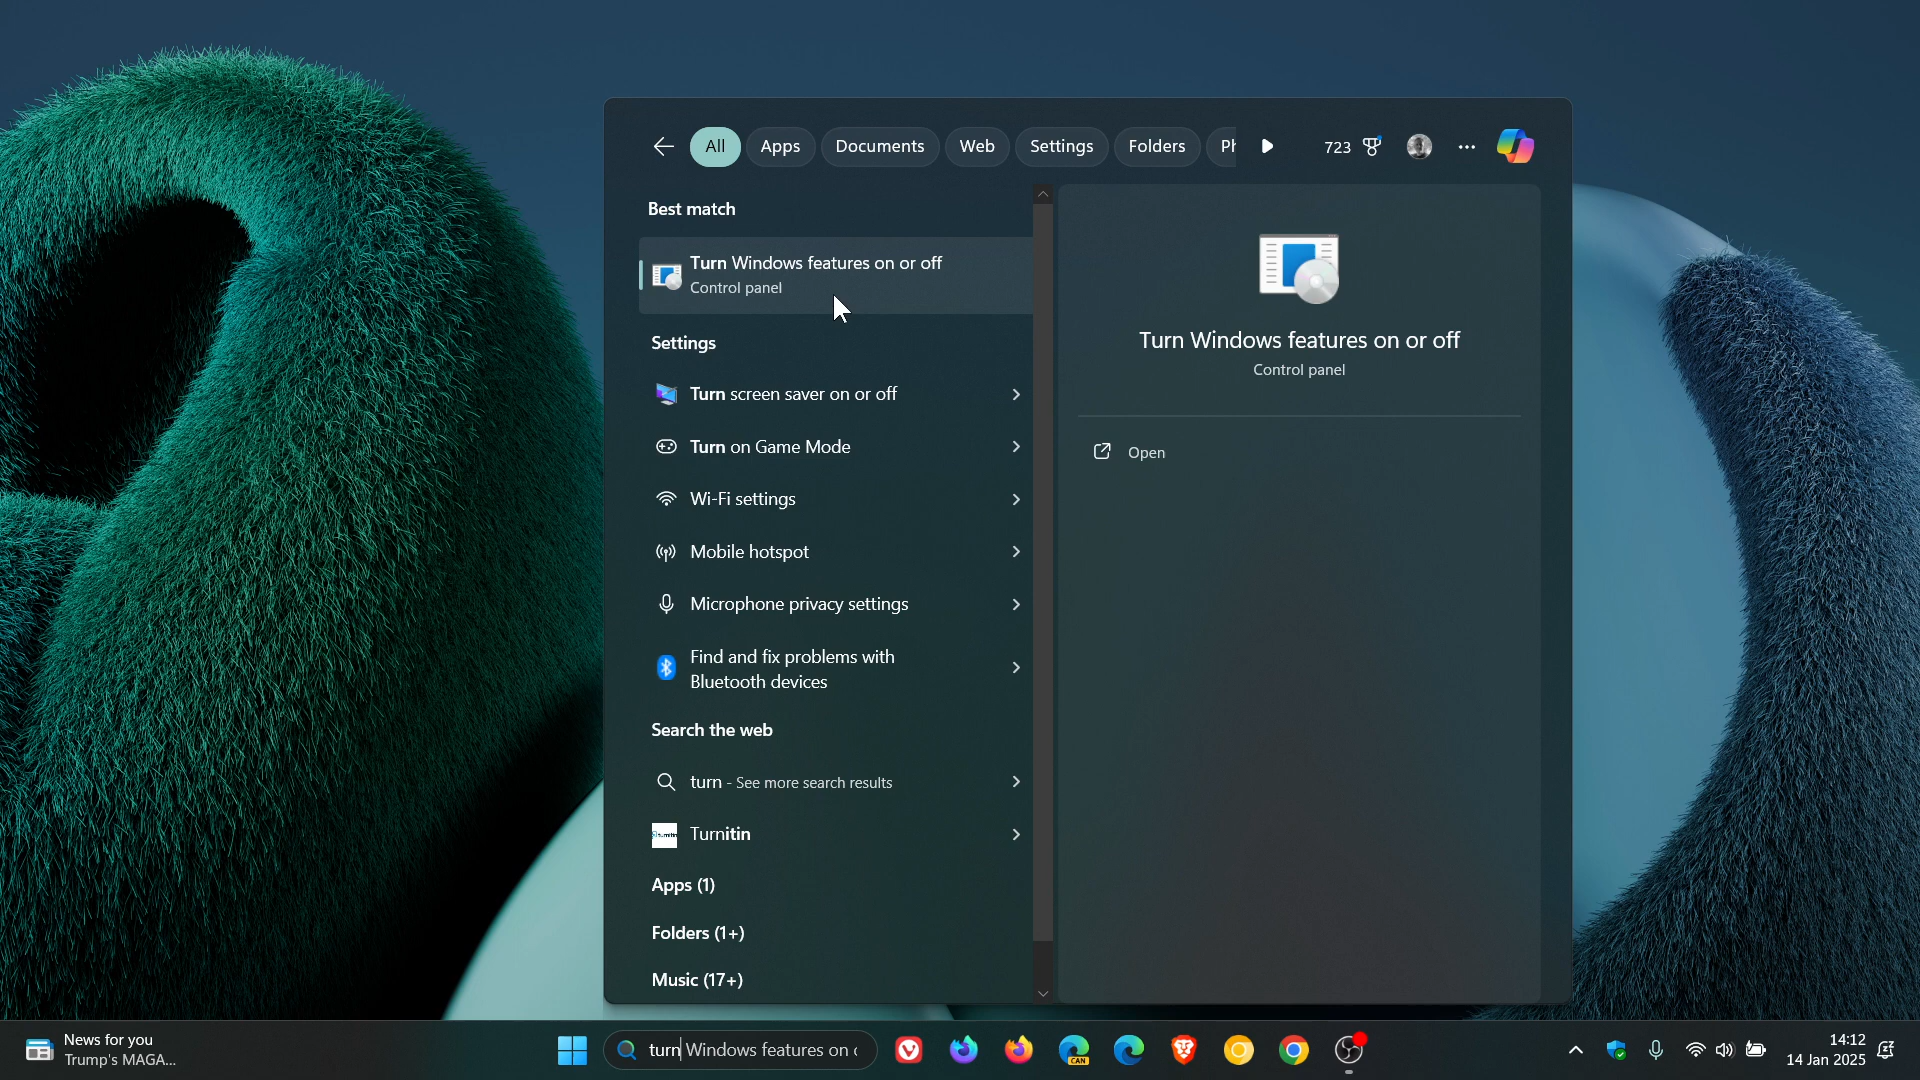 All
Apps
Documents
Web
Settings
Folders
Ph
723
Best match
Turn Windows features on or off
Control panel
Settings
Turn screen saver on or off
Turn on Game Mode
Wi-Fi settings
Mobile hotspot
Microphone privacy settings
Find and fix problems with
Bluetooth devices
Search the web
turn - See more search results
Turnitin
Apps (1)
Folders (1+)
Music (17+)
Turn Windows features on or off
Control panel
Open
News for you
Trump's MAGA...
turn Windows features on
CAN
14:12
14 Jan 2025